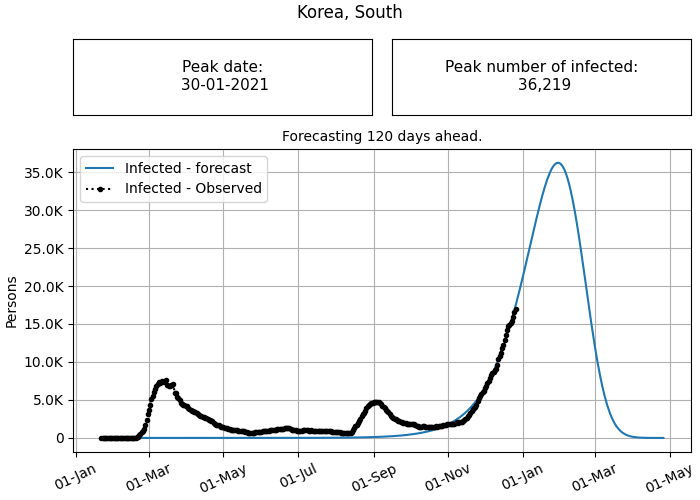 Korea, South
Peak date:
30-01-2021
Peak number of infected:
36,219
Forecasting 120 days ahead.
Infected - forecast
Infected - Observed
Persons
35.0K
30.0K
25.0K
20.0K
15.0K
10.0K
5.0K
0
01-Jan
01-Mar
01-May
01-Jul
01-Sep
01-Nov
01-Jan
01-Mar
01-May